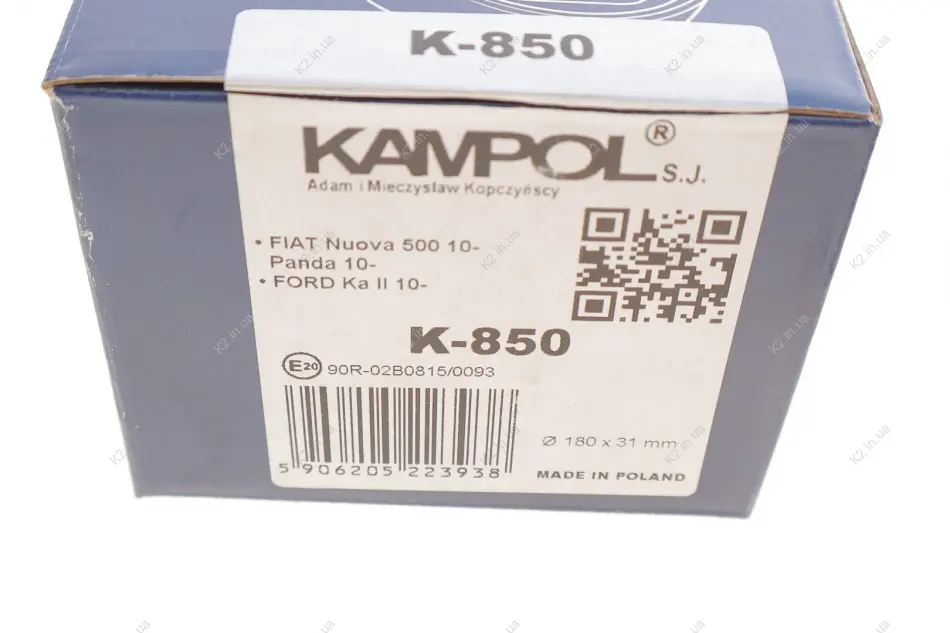 K-850
KAMPOL® S.J.
Adam i Mieczysław Kopczyńscy
• FIAT Nuova 500 10-
Panda 10-
• FORD Ka II 10-
K-850
E20 90R-02B0815/0093
Ø 180 x 31 mm
5 906205 223938
MADE IN POLAND
K2.in.ua